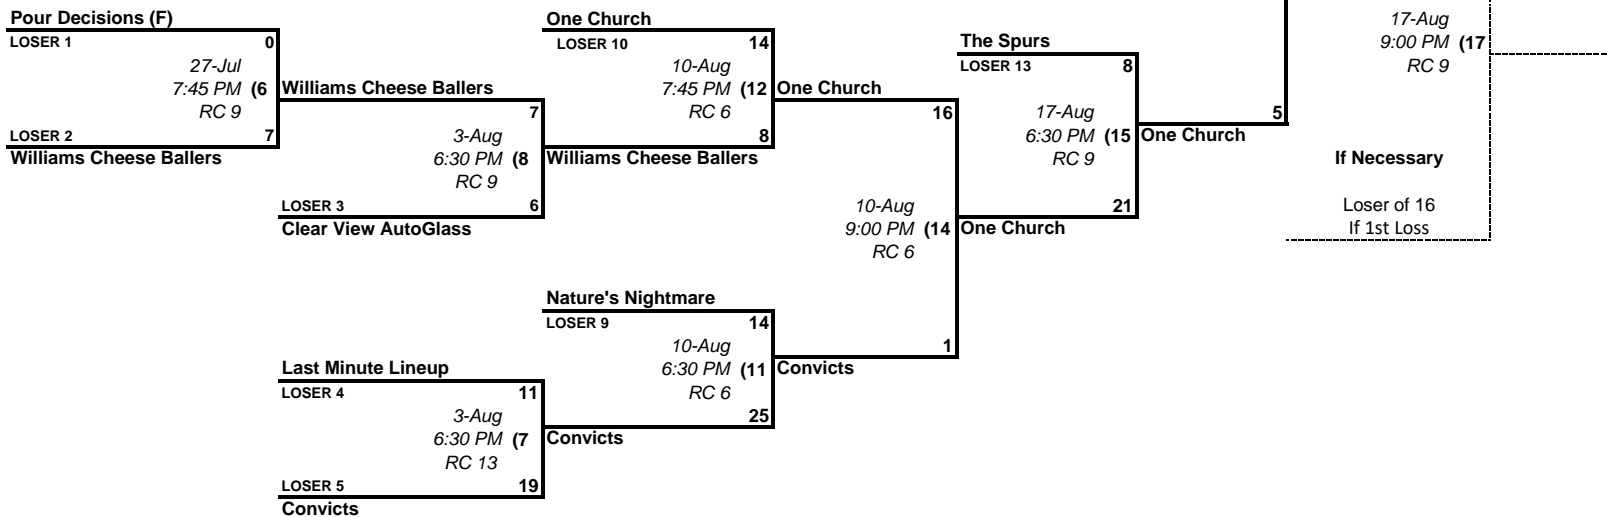 Pour Decisions (F)
LOSER 1
0
27-Jul
7:45 PM (6
RC 9
LOSER 2
7
Williams Cheese Ballers
Williams Cheese Ballers
7
3-Aug
6:30 PM (8
RC 9
LOSER 3
6
Clear View AutoGlass
Last Minute Lineup
LOSER 4
11
3-Aug
6:30 PM (7
RC 13
LOSER 5
19
Convicts
One Church
LOSER 10
14
10-Aug
7:45 PM (12
RC 6
8
Williams Cheese Ballers
Nature's Nightmare
LOSER 9
14
10-Aug
6:30 PM (11
RC 6
25
Convicts
One Church
16
10-Aug
9:00 PM (14
RC 6
1
Convicts
The Spurs
LOSER 13
8
17-Aug
6:30 PM (15
RC 9
21
One Church
5
One Church
17-Aug
9:00 PM (17
RC 9
If Necessary
Loser of 16
If 1st Loss